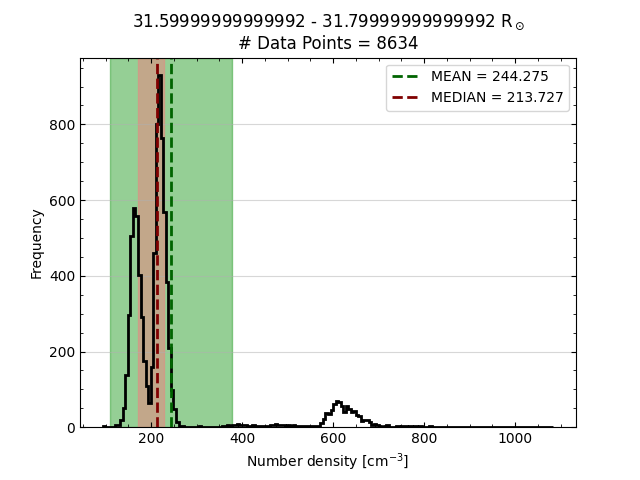 31.59999999999992 - 31.79999999999992 R⊙
# Data Points = 8634
MEAN = 244.275
MEDIAN = 213.727
Frequency
800
600
400
200
0
200 400 600 800 1000
Number density [cm⁻³]